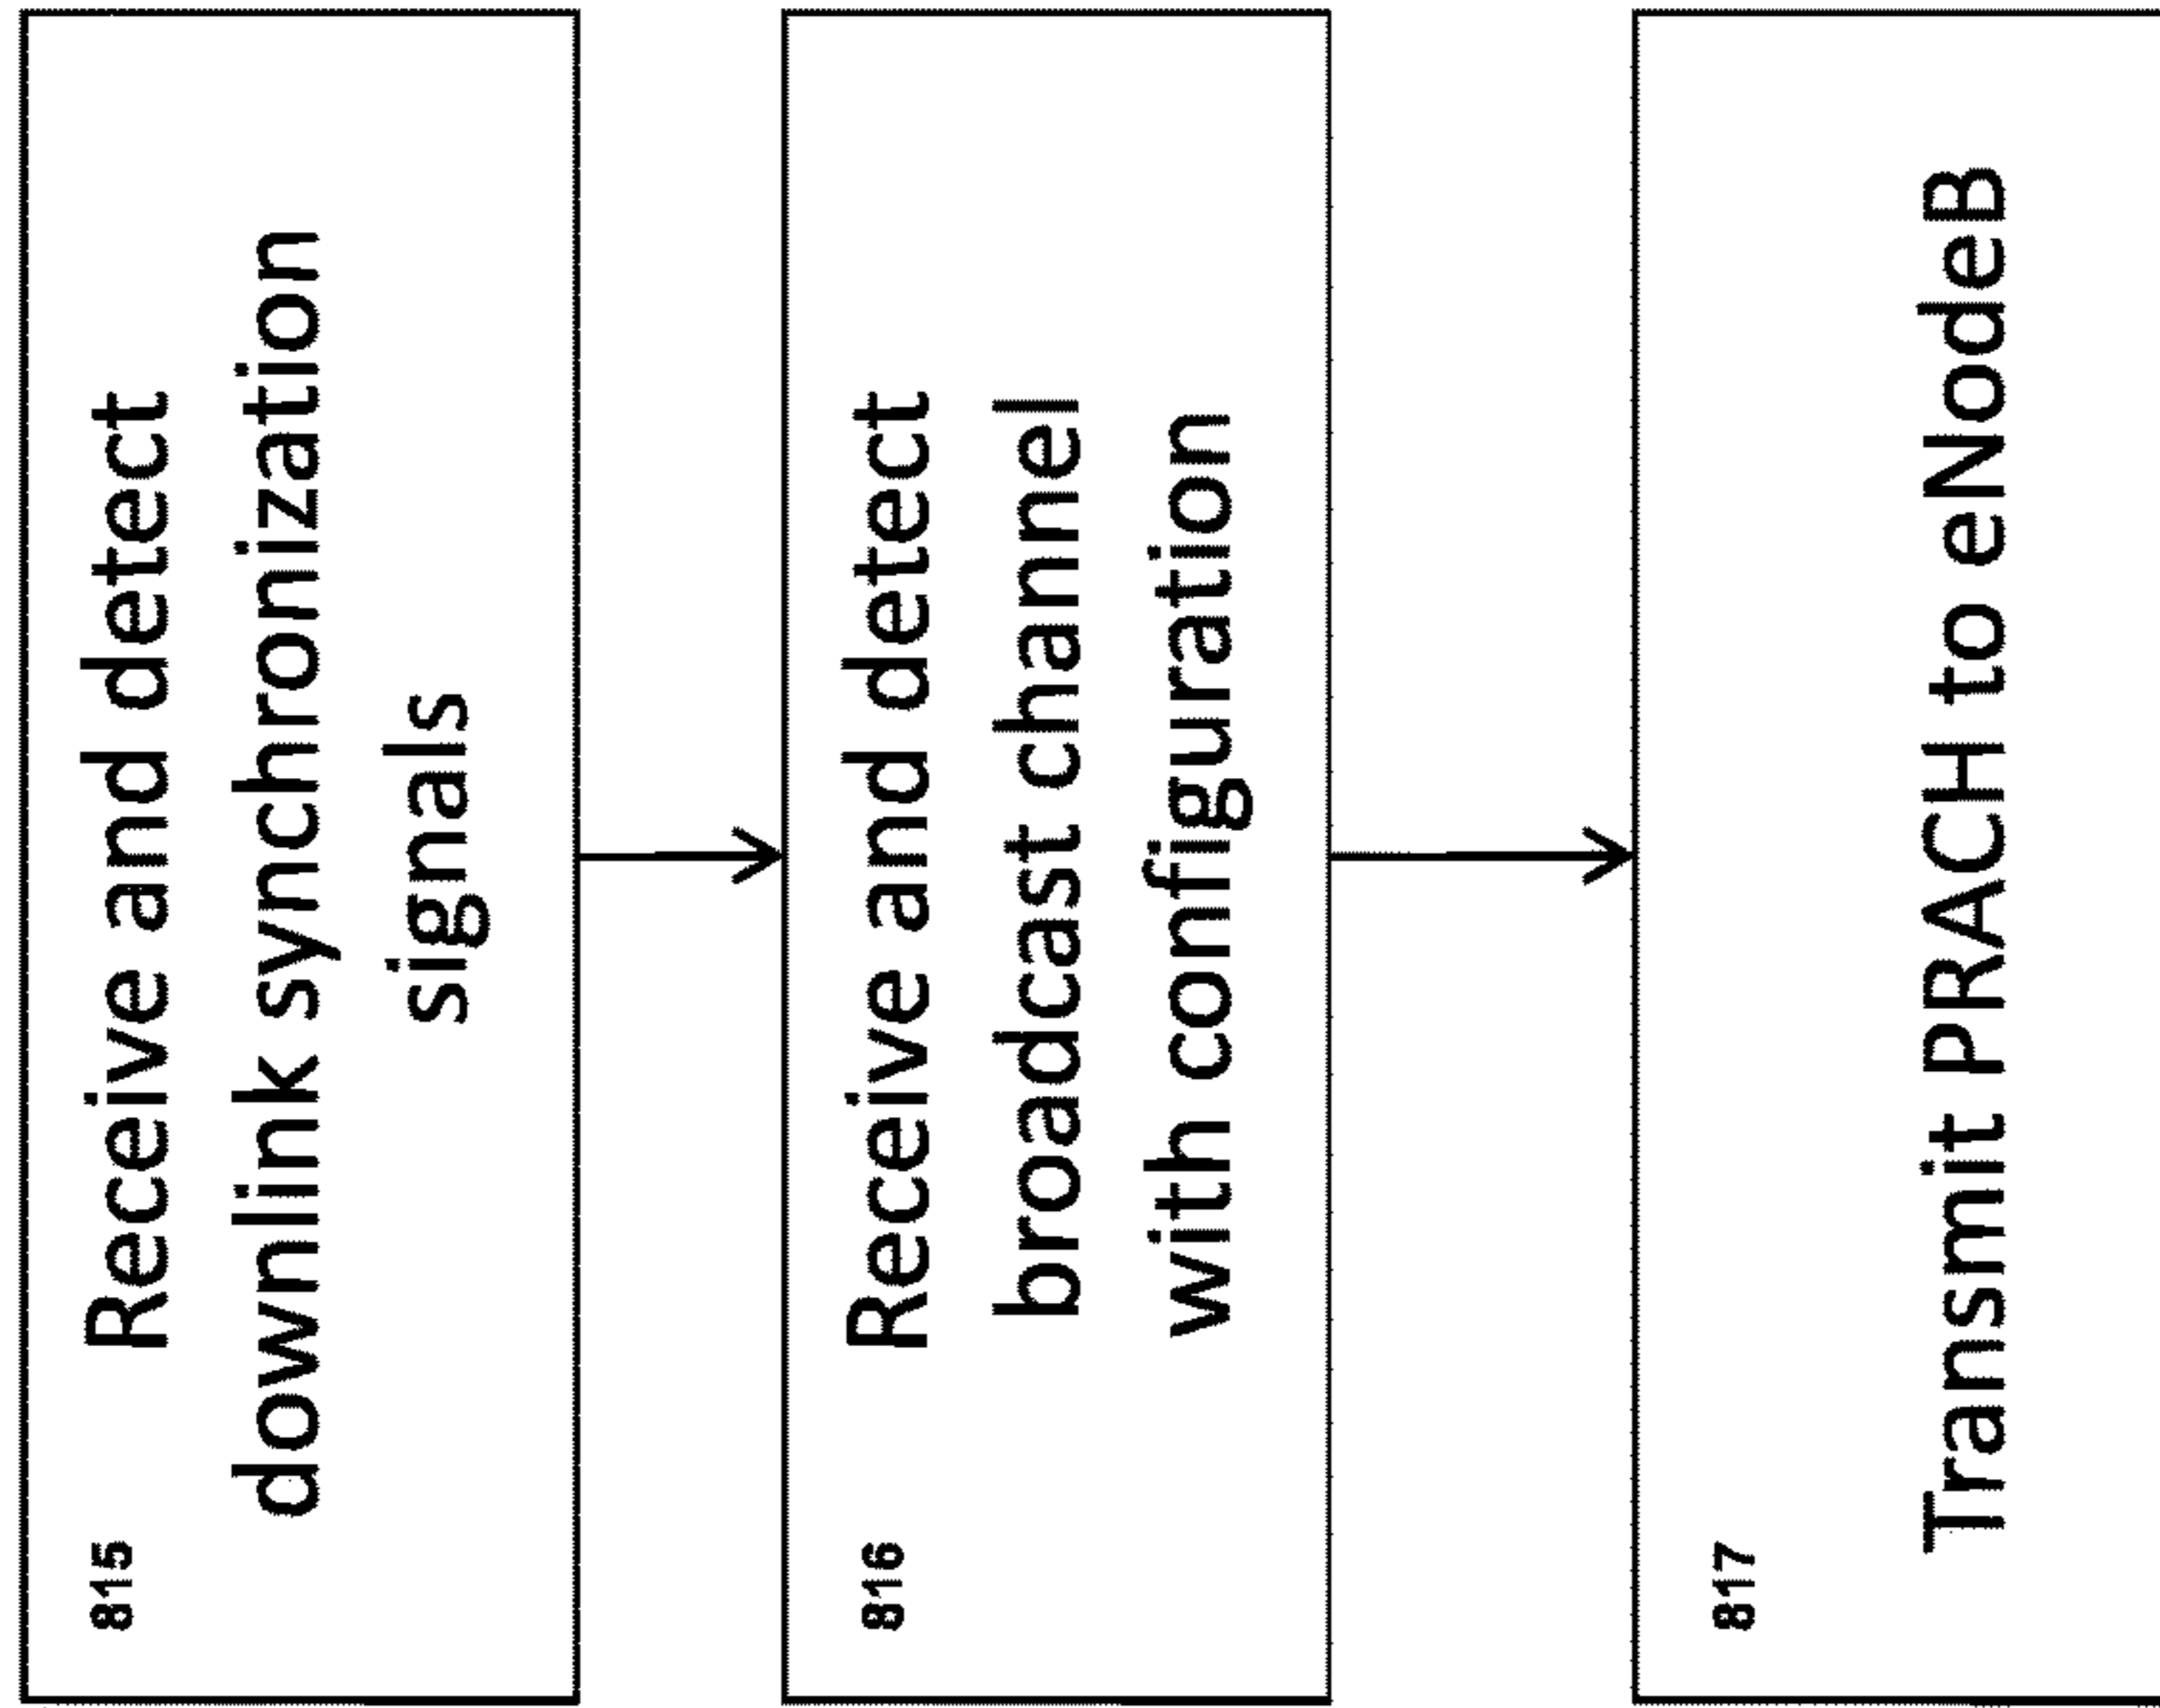 815
Receive and detect
downlink synchronization
signals
816
Receive and detect
broadcast channel
with configuration
817
Transmit PRACH to eNodeB